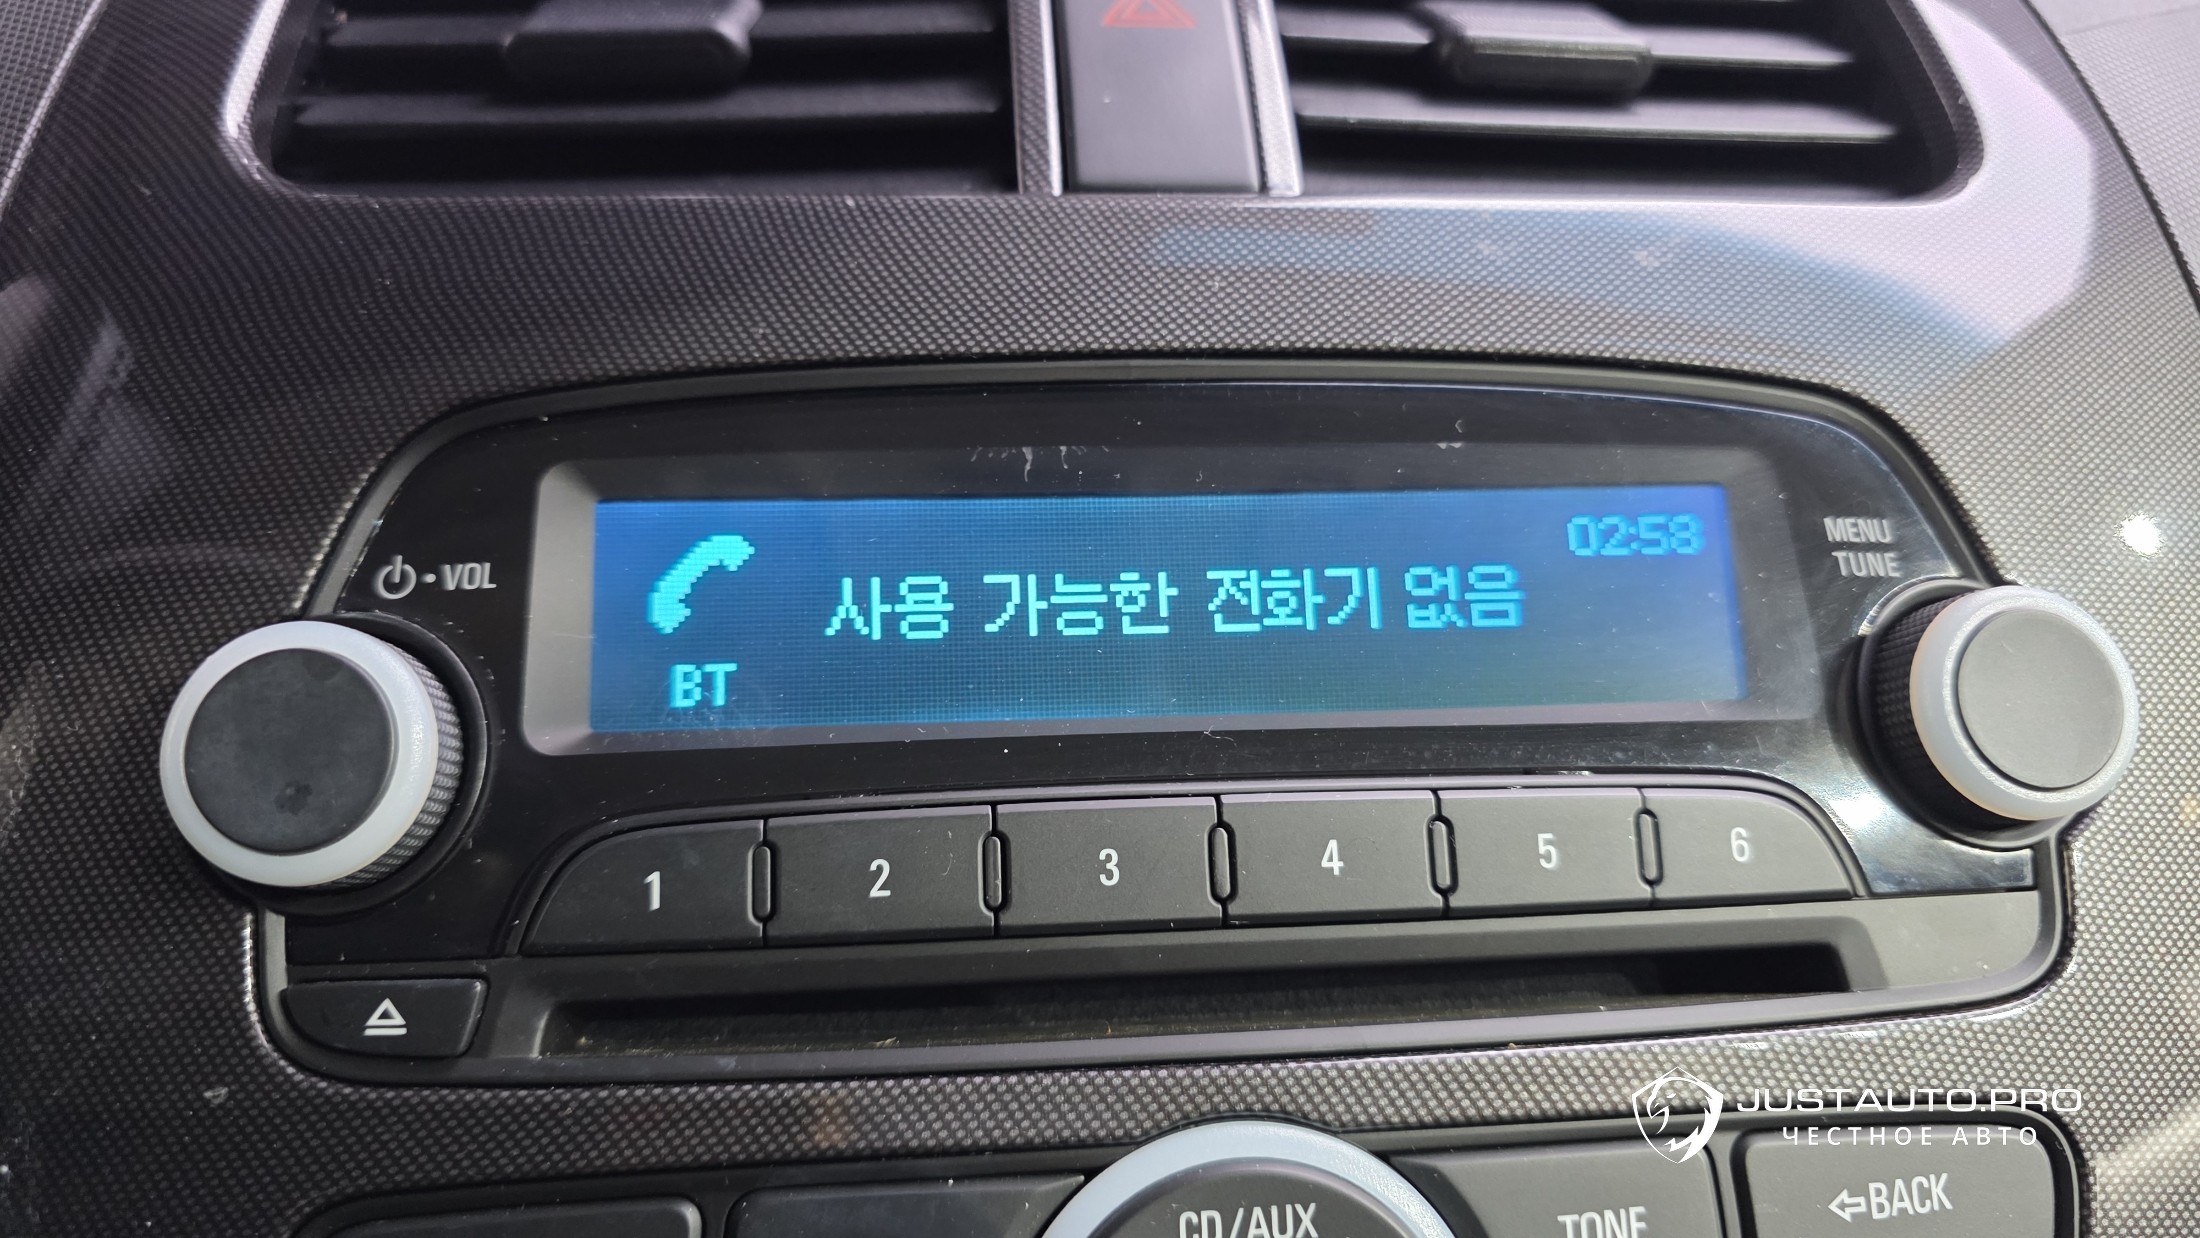 02:58
MENU
TUNE
VOL
사용 가능한 전화기 없음
BT
1 2 3 4 5 6
JUSTAUTO.PRO
ЧЕСТНОЕ АВТО
CD/AUX
TONE
BACK